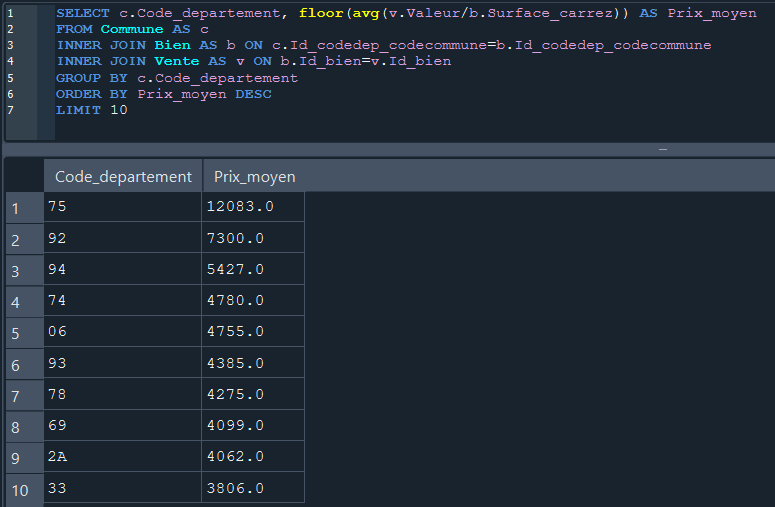 1 SELECT c.Code_departement, floor(avg(v.Valeur/b.Surface_carrez)) AS Prix_moyen
2 FROM Commune AS c
3 INNER JOIN Bien AS b ON c.Id_codedep_codecommune=b.Id_codedep_codecommune
4 INNER JOIN Vente AS v ON b.Id_bien=v.Id_bien
5 GROUP BY c.Code_departement
6 ORDER BY Prix_moyen DESC
7 LIMIT 10
Code_departement Prix_moyen
1 75 12083.0
2 92 7300.0
3 94 5427.0
4 74 4780.0
5 06 4755.0
6 93 4385.0
7 78 4275.0
8 69 4099.0
9 2A 4062.0
10 33 3806.0